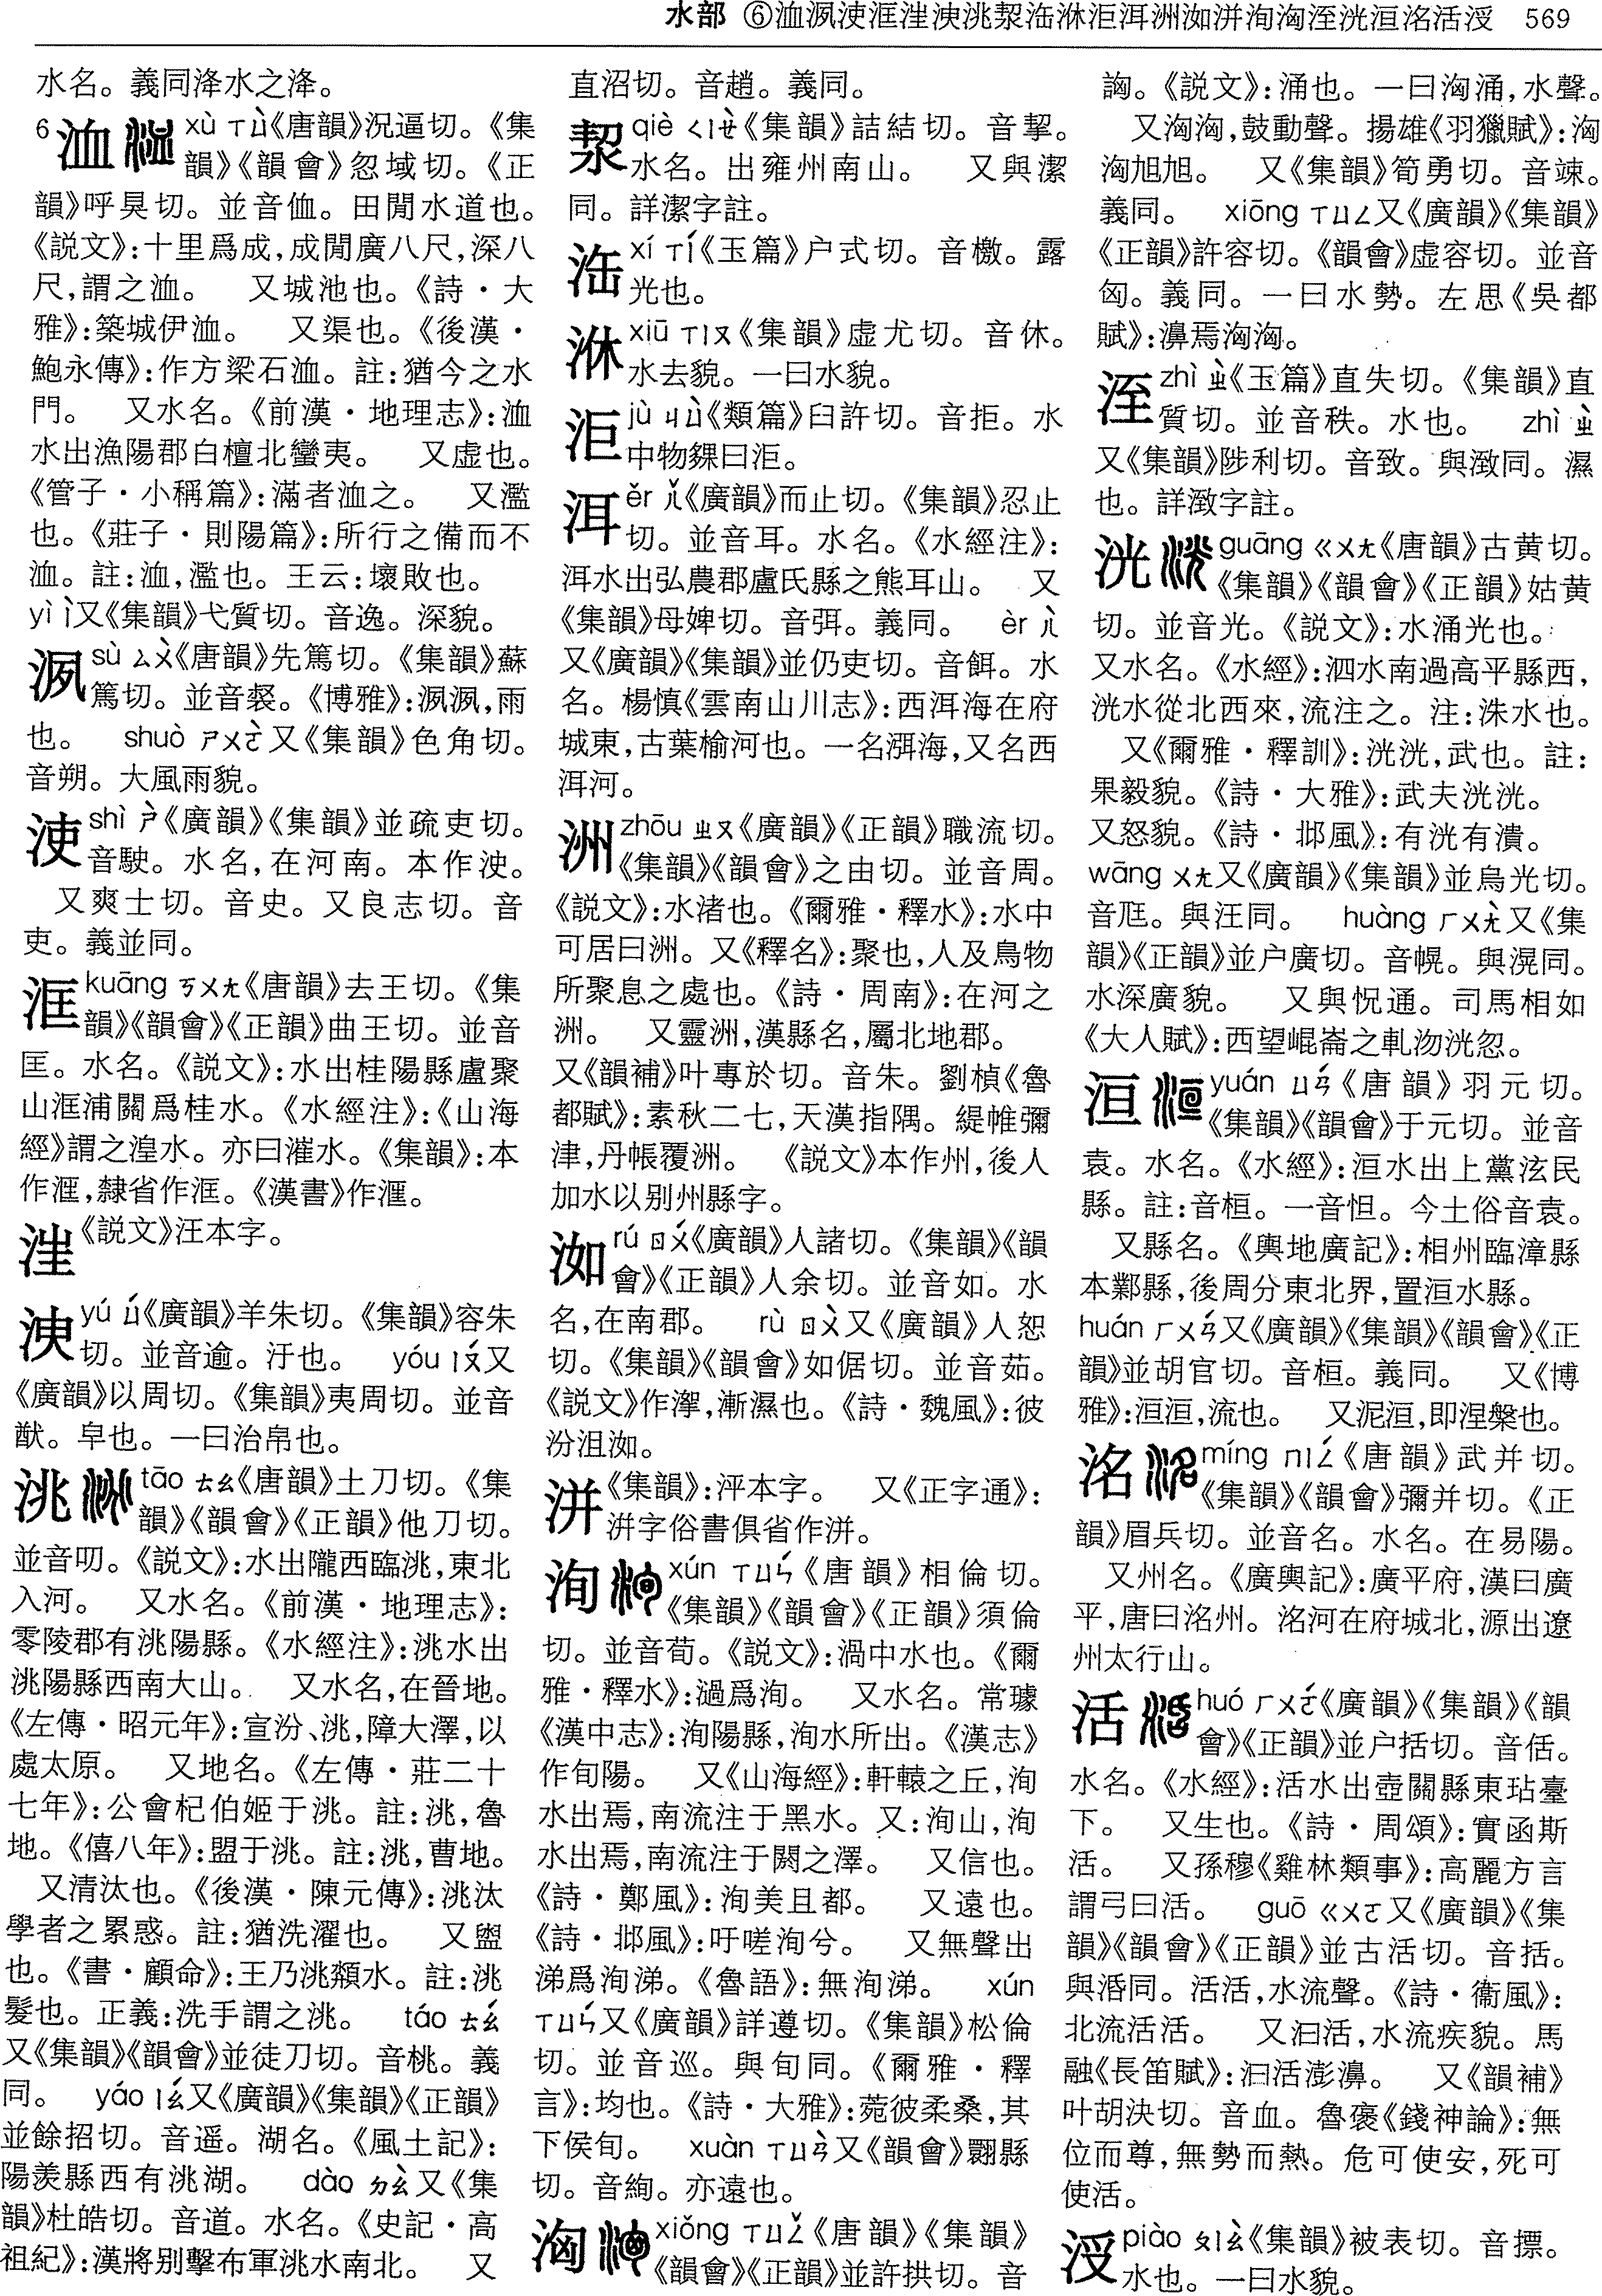 水部 ⑥洫洬浾洭洼洟洮洯浛洣洰洱洲洳洴洵洶洷洸洹洺活浽 569
水名。義同洚水之洚。
6洫 xù ㄒㄩˋ《唐韻》況逼切。《集
韻》《韻會》忽域切。《正
韻》呼昊切。並音侐。田閒水道也。
《説文》:十里爲成,成閒廣八尺,深八
尺,謂之洫。 又城池也。《詩·大
雅》:築城伊洫。 又渠也。《後漢·
鮑永傳》:作方梁石洫。註:猶今之水
門。 又水名。《前漢·地理志》:洫
水出漁陽郡白檀北蠻夷。 又虛也。
《管子·小稱篇》:滿者洫之。 又濫
也。《莊子·則陽篇》:所行之備而不
洫。註:洫,濫也。王云:壞敗也。
yì ㄧˋ又《集韻》弋質切。音逸。深貌。
洬 sù ㄙㄨˋ《唐韻》先篤切。《集韻》蘇
篤切。並音裻。《博雅》:洬洬,雨
也。 shuò ㄕㄨㄛˋ又《集韻》色角切。
音朔。大風雨貌。
shì ㄕˋ《廣韻》《集韻》並疏吏切。
音駛。水名,在河南。本作浾。
又爽士切。音史。又良志切。音
吏。義並同。
洭 kuāng ㄎㄨㄤ《唐韻》去王切。《集
韻》《韻會》《正韻》曲王切。並音
匡。水名。《説文》:水出桂陽縣盧聚
山洭浦關爲桂水。《水經注》:《山海
經》謂之湟水。亦曰漼水。《集韻》:本
作滙,隸省作洭。《漢書》作滙。
《説文》汪本字。
yú ㄩˊ《廣韻》羊朱切。《集韻》容朱
切。並音逾。汙也。 yóu ㄧㄡˊ又
《廣韻》以周切。《集韻》夷周切。並音
猷。皁也。一曰治帛也。
洮 tāo ㄊㄠ《唐韻》土刀切。《集
韻》《韻會》《正韻》他刀切。
並音叨。《説文》:水出隴西臨洮,東北
入河。 又水名。《前漢·地理志》:
零陵郡有洮陽縣。《水經注》:洮水出
洮陽縣西南大山。 又水名,在晉地。
《左傳·昭元年》:宣汾、洮,障大澤,以
處太原。 又地名。《左傳·莊二十
七年》:公會杞伯姬于洮。註:洮,魯
地。《僖八年》:盟于洮。註:洮,曹地。
又清汰也。《後漢·陳元傳》:洮汰
學者之累惑。註:猶洗濯也。 又盥
也。《書·顧命》:王乃洮頮水。註:洮
髮也。正義:洗手謂之洮。 táo ㄊㄠˊ
又《集韻》《韻會》並徒刀切。音桃。義
同。 yáo ㄧㄠˊ又《廣韻》《集韻》《正韻》
並餘招切。音遥。湖名。《風土記》:
陽羨縣西有洮湖。 dào ㄉㄠˋ又《集
韻》杜皓切。音道。水名。《史記·高
祖紀》:漢將别擊布軍洮水南北。 又
直沼切。音趙。義同。
洯 qiè ㄑㄧㄝˋ《集韻》詰結切。音挈。
水名。出雍州南山。 又與潔
同。詳潔字註。
xí ㄒㄧˊ《玉篇》户式切。音檄。露
光也。
xiū ㄒㄧㄡ《集韻》虚尤切。音休。
水去貌。一曰水貌。
洰 jù ㄐㄩˋ《類篇》臼許切。音拒。水
中物錁曰洰。
洱 ěr ㄦˇ《廣韻》而止切。《集韻》忍止
切。並音耳。水名。《水經注》:
洱水出弘農郡盧氏縣之熊耳山。 又
《集韻》母婢切。音弭。義同。 èr ㄦˋ
又《廣韻》《集韻》並仍吏切。音餌。水
名。楊慎《雲南山川志》:西洱海在府
城東,古葉榆河也。一名洱海,又名西
洱河。
洲 zhōu ㄓㄡ《廣韻》《正韻》職流切。
《集韻》《韻會》之由切。並音周。
《説文》:水渚也。《爾雅·釋水》:水中
可居曰洲。又《釋名》:聚也,人及鳥物
所聚息之處也。《詩·周南》:在河之
洲。 又靈洲,漢縣名,屬北地郡。
又《韻補》叶專於切。音朱。劉楨《魯
都賦》:素秋二七,天漢指隅。緹帷彌
津,丹帳覆洲。 《説文》本作州,後人
加水以别州縣字。
洳 rú ㄖㄨˊ《廣韻》人諸切。《集韻》《韻
會》《正韻》人余切。並音如。水
名,在南郡。 rù ㄖㄨˋ又《廣韻》人恕
切。《集韻》《韻會》如倨切。並音茹。
《説文》作澤,漸濕也。《詩·魏風》:彼
汾沮洳。
洴《集韻》:泙本字。 又《正字通》:
洴字俗書俱省作洴。
洵 xún ㄒㄩㄣˊ《唐韻》相倫切。
《集韻》《韻會》《正韻》須倫
切。並音荀。《説文》:渦中水也。《爾
雅·釋水》:濄爲洵。 又水名。常璩
《漢中志》:洵陽縣,洵水所出。《漢志》
作旬陽。 又《山海經》:軒轅之丘,洵
水出焉,南流注于黑水。又:洵山,洵
水出焉,南流注于閼之澤。 又信也。
《詩·鄭風》:洵美且都。 又遠也。
《詩·邶風》:吁嗟洵兮。 又無聲出
涕爲洵涕。《魯語》:無洵涕。 xún
ㄒㄩㄣˊ又《廣韻》詳遵切。《集韻》松倫
切。並音巡。與旬同。《爾雅·釋
言》:均也。《詩·大雅》:菀彼柔桑,其
下侯旬。 xuàn ㄒㄩㄢˋ又《韻會》翾縣
切。音絢。亦遠也。
洶 xiǒng ㄒㄩㄥˇ《唐韻》《集韻》
《韻會》《正韻》並許拱切。音
詾。《説文》:涌也。一曰洶涌,水聲。
又洶洶,鼓動聲。揚雄《羽獵賦》:洶
洶旭旭。 又《集韻》筍勇切。音竦。
義同。 xiōng ㄒㄩㄥ又《廣韻》《集韻》
《正韻》許容切。《韻會》虚容切。並音
匈。義同。一曰水勢。左思《吳都
賦》:濞焉洶洶。
洷 zhì ㄓˋ《玉篇》直失切。《集韻》直
質切。並音秩。水也。 zhì ㄓˋ
又《集韻》陟利切。音致。與㴛同。濕
也。詳㴛字註。
洸 guāng ㄍㄨㄤ《唐韻》古黄切。
《集韻》《韻會》《正韻》姑黄
切。並音光。《説文》:水涌光也。
又水名。《水經》:泗水南過高平縣西,
洸水從北西來,流注之。注:洙水也。
又《爾雅·釋訓》:洸洸,武也。註:
果毅貌。《詩·大雅》:武夫洸洸。
又怒貌。《詩·邶風》:有洸有潰。
wāng ㄨㄤ又《廣韻》《集韻》並烏光切。
音尫。與汪同。 huàng ㄏㄨㄤˋ又《集
韻》《正韻》並户廣切。音幌。與滉同。
水深廣貌。 又與怳通。司馬相如
《大人賦》:西望崐崙之軋沕洸忽。
洹 yuán ㄩㄢˊ《唐韻》羽元切。
《集韻》《韻會》于元切。並音
袁。水名。《水經》:洹水出上黨泫氏
縣。註:音桓。一音恒。今土俗音袁。
又縣名。《輿地廣記》:相州臨漳縣
本鄴縣,後周分東北界,置洹水縣。
huán ㄏㄨㄢˊ又《廣韻》《集韻》《韻會》《正
韻》並胡官切。音桓。義同。 又《博
雅》:洹洹,流也。 又泥洹,即涅槃也。
洺 míng ㄇㄧㄥˊ《唐韻》武并切。
《集韻》《韻會》彌并切。《正
韻》眉兵切。並音名。水名。在易陽。
又州名。《廣輿記》:廣平府,漢曰廣
平,唐曰洺州。洺河在府城北,源出遼
州太行山。
活 huó ㄏㄨㄛˊ《廣韻》《集韻》《韻
會》《正韻》並户括切。音佸。
水名。《水經》:活水出壺關縣東玷臺
下。 又生也。《詩·周頌》:實函斯
活。 又孫穆《雞林類事》:高麗方言
謂弓曰活。 guō ㄍㄨㄛ又《廣韻》《集
韻》《韻會》《正韻》並古活切。音括。
與㓉同。活活,水流聲。《詩·衞風》:
北流活活。 又汩活,水流疾貌。馬
融《長笛賦》:汩活澎濞。 又《韻補》
叶胡決切。音血。魯褒《錢神論》:無
位而尊,無勢而熱。危可使安,死可
使活。
piào ㄆㄧㄠˋ《集韻》被表切。音摽。
水也。一曰水貌。